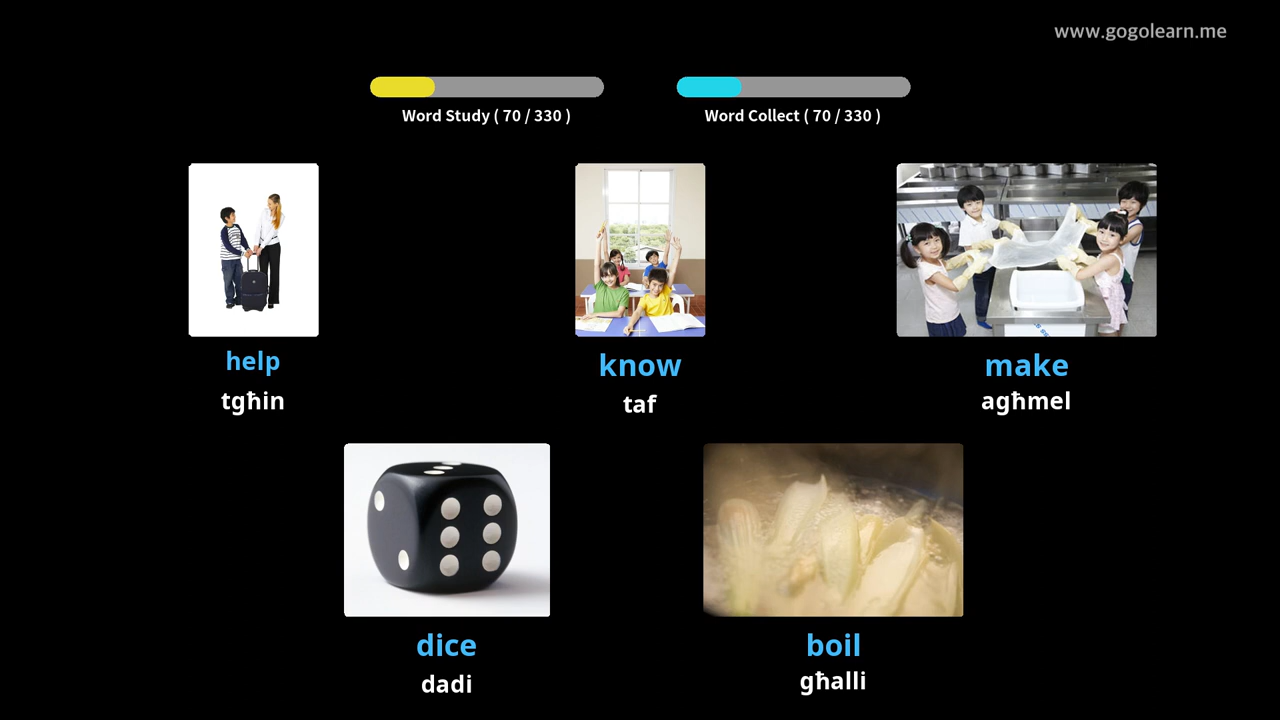 www.gogolearn.me
Word Study ( 70 / 330 )
Word Collect ( 70 / 330 )
help
tgħin
know
taf
make
agħmel
dice
dadi
boil
għalli